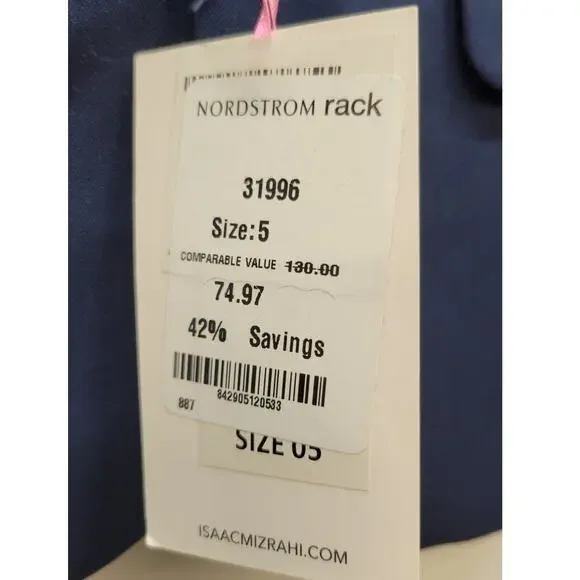 NORDSTROM rack
31996
Size:5
COMPARABLE VALUE 130.00
74.97
42% Savings
842905120533
887
SIZE 05
ISAACMIZRAHI.COM